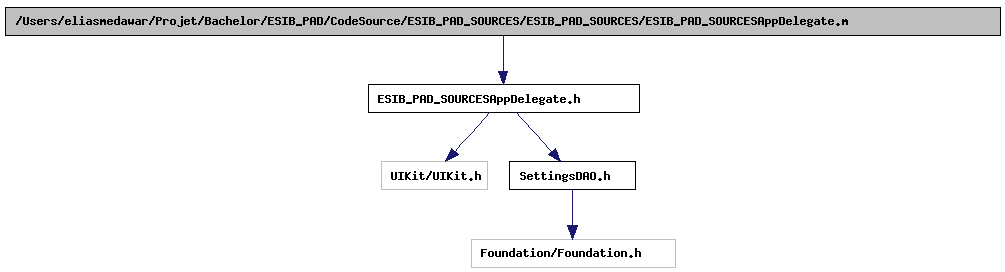 /Users/eliasmedawar/Projet/Bachelor/ESIB_PAD/CodeSource/ESIB_PAD_SOURCES/ESIB_PAD_SOURCES/ESIB_PAD_SOURCESAppDelegate.m
ESIB_PAD_SOURCESAppDelegate.h
UIKit/UIKit.h
SettingsDAO.h
Foundation/Foundation.h